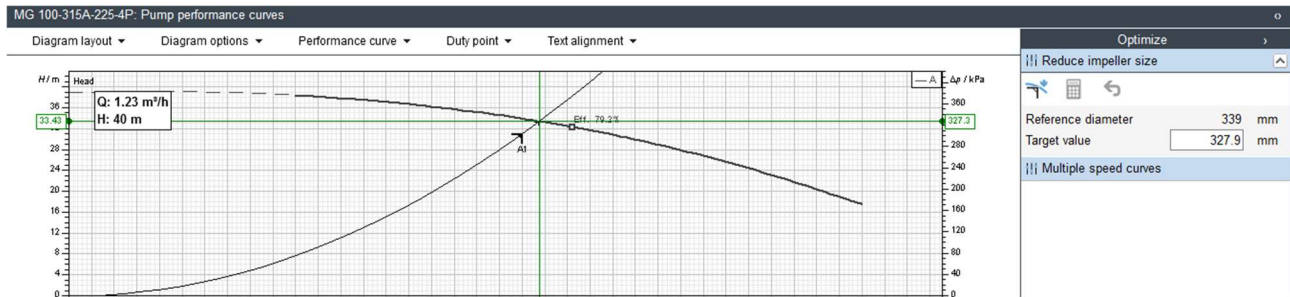 MG 100-315A-225-4P: Pump performance curves
Diagram layout Diagram options Performance curve Duty point Text alignment
Optimize
Reduce impeller size
Reference diameter 339 mm
Target value 327.9 mm
Multiple speed curves
H / m Head A Δp / kPa
Q: 1.23 m³/h
H: 40 m
36 360
33.43 Eff. 79.2% 327.3
A1
28 280
24 240
20 200
16 160
12 120
8 80
4 40
0 0